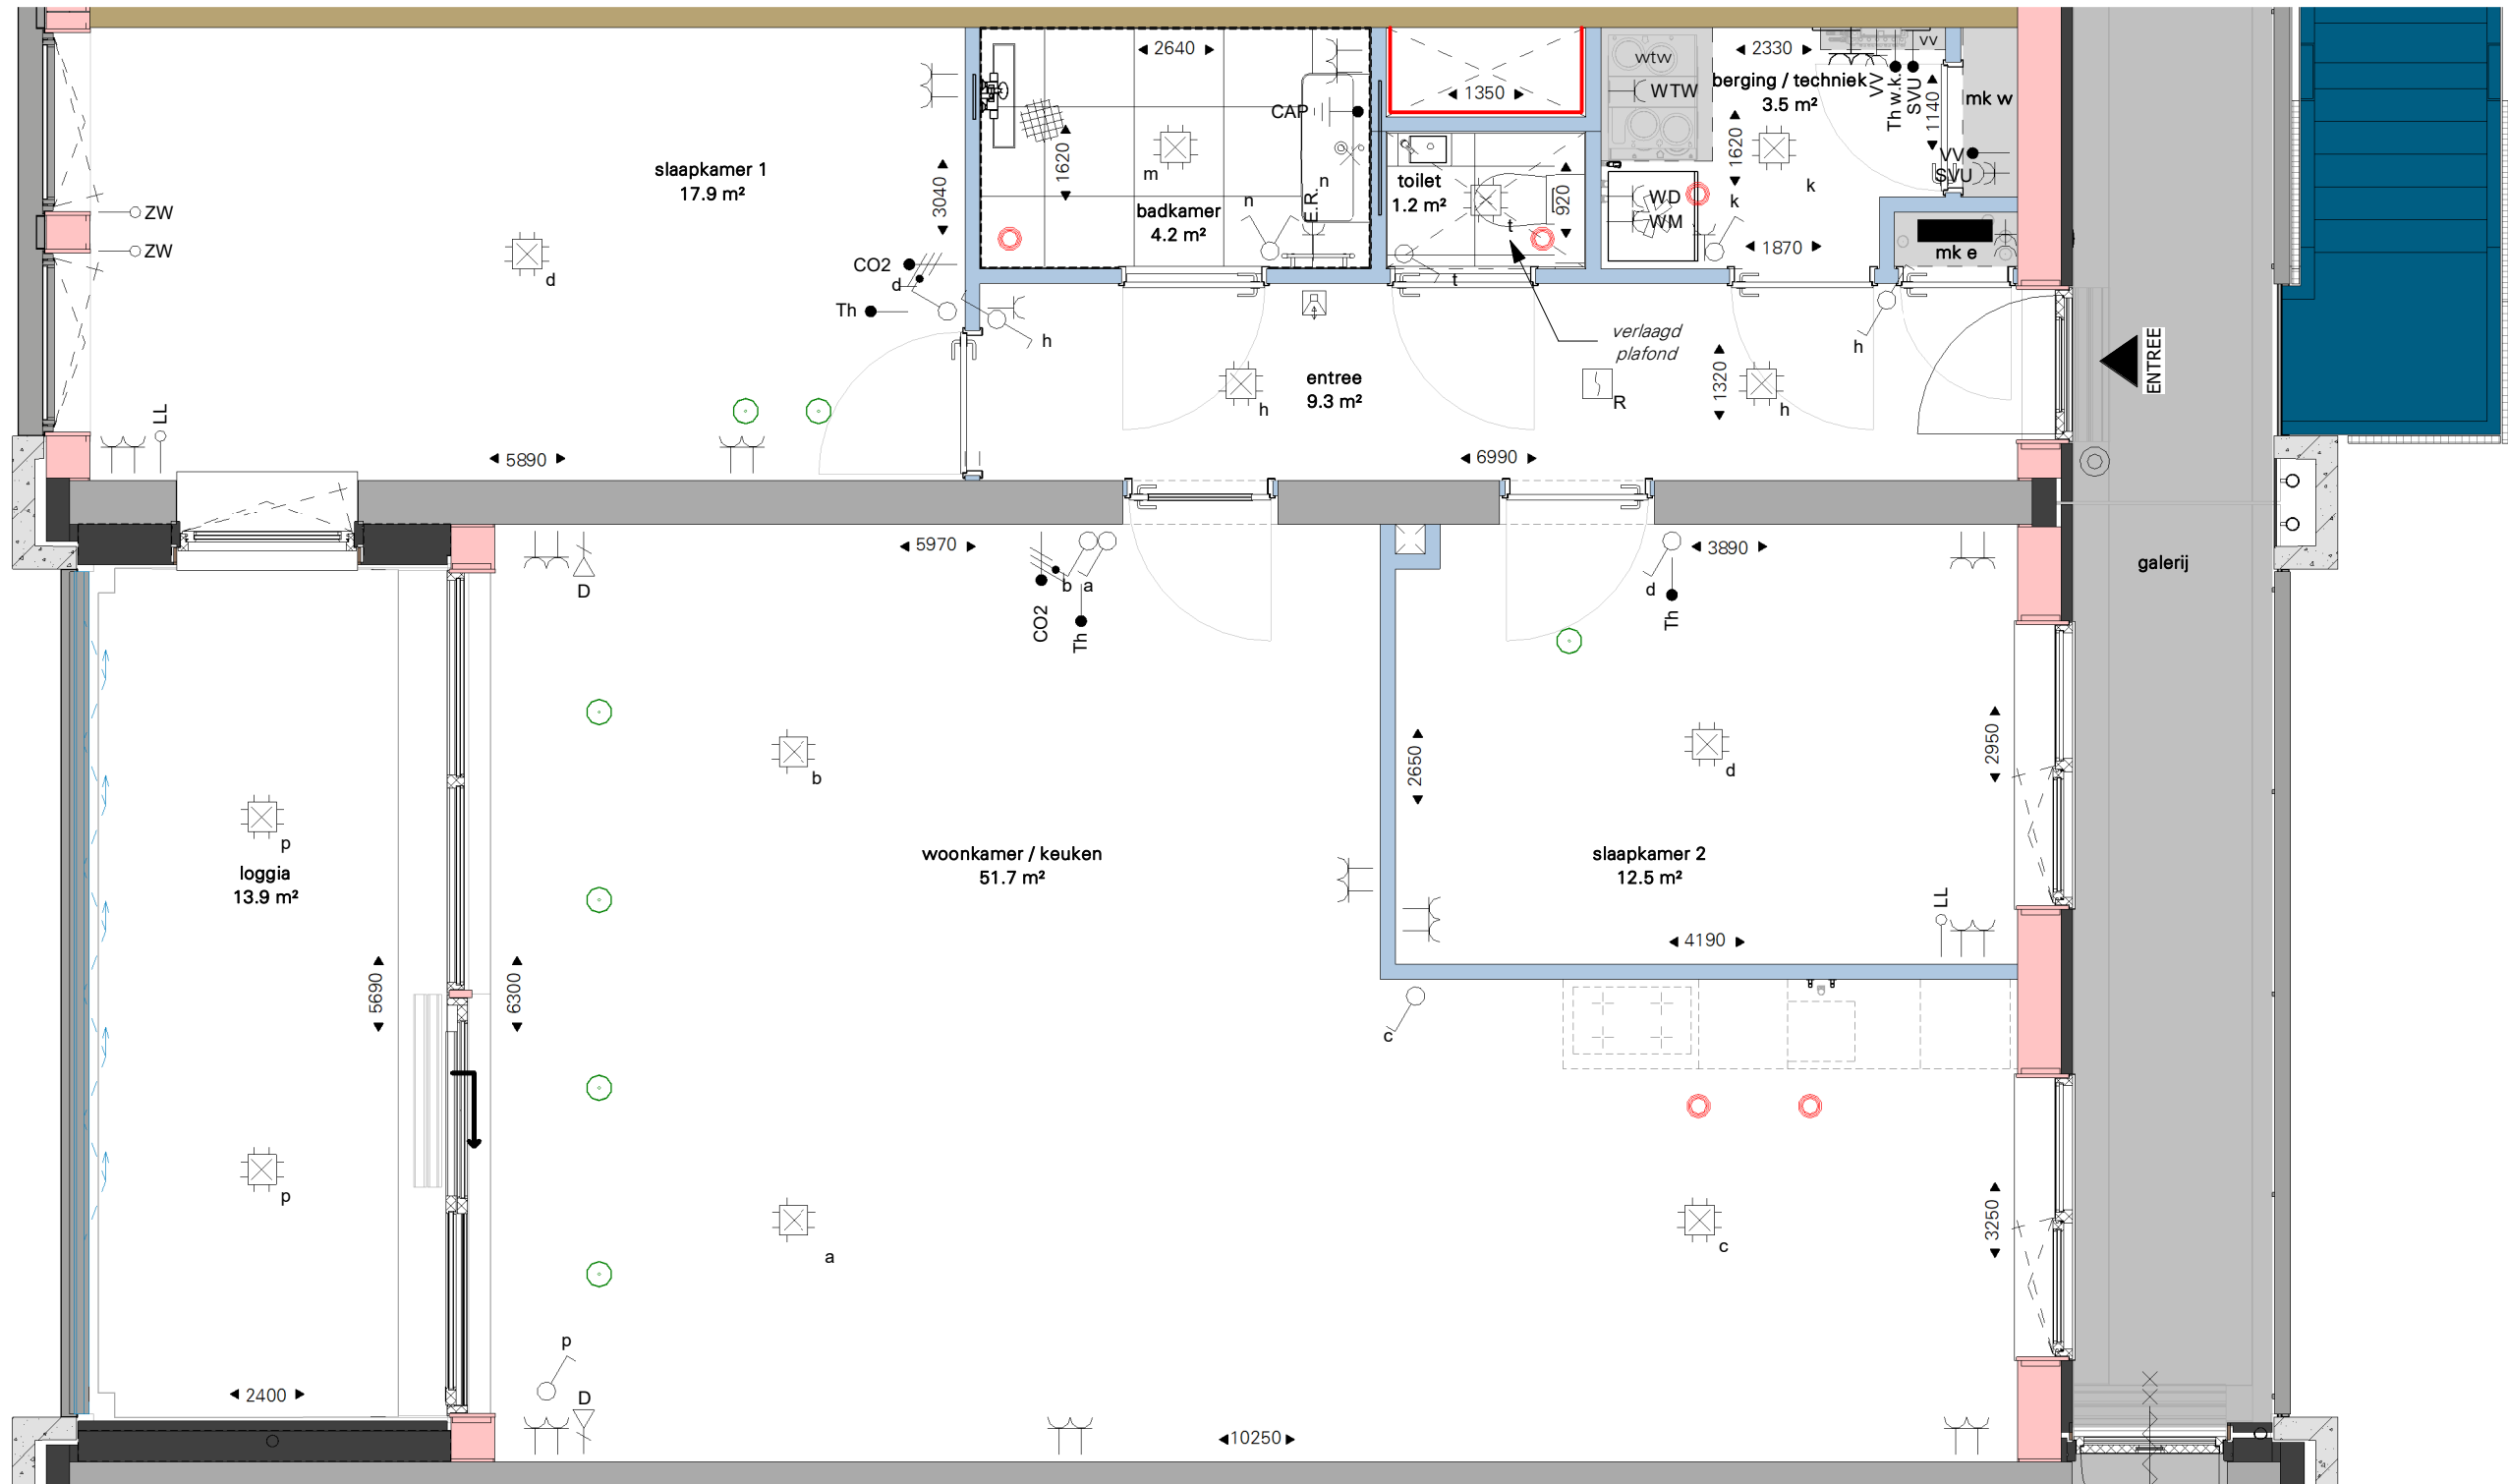 2640
2330
wtw
vv
berging / techniek
3.5 m²
VV
Th w.k.
SVU
WTW
1350
1140
mk w
CAP
slaapkamer 1
17.9 m²
3040
1620
m
n
toilet
1.2 m²
920
1620
VV
SVU
k
k
WD
WM
ZW
ZW
badkamer
4.2 m²
n
E.R.
t
1870
mk e
CO2
d
d
t
Th
h
verlaagd
plafond
h
ENTREE
entree
9.3 m²
h
R
1320
h
LL
5890
6990
5970
3890
galerij
D
b
a
d
CO2
Th
Th
b
d
2650
2950
p
loggia
13.9 m²
woonkamer / keuken
51.7 m²
slaapkamer 2
12.5 m²
LL
4190
5690
6300
c
p
a
c
3250
p
2400
D
10250